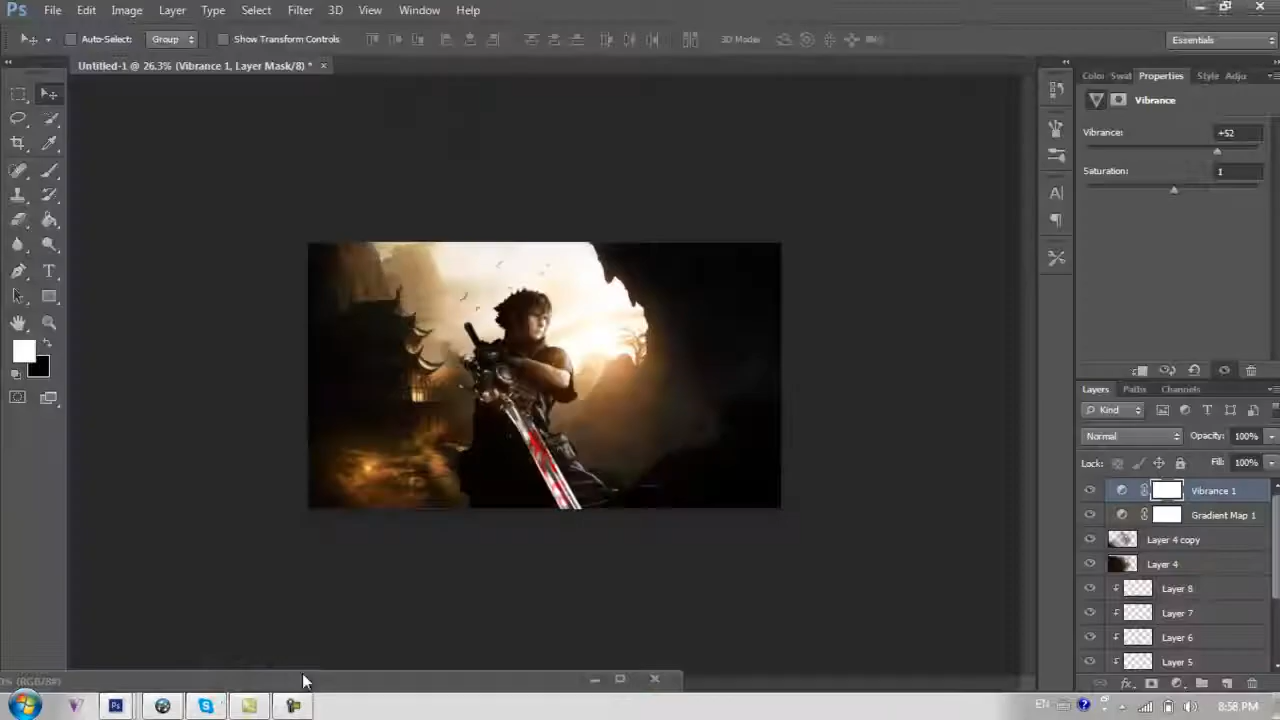 Ps File Edit Image Layer Type Select Filter 3D View Window Help
Auto-Select: Group Show Transform Controls 3D Mode: Essentials
Untitled-1 @ 26.3% (Vibrance 1, Layer Mask/8) * ×
Color Swat Properties Style Adju
Vibrance
Vibrance: +52
Saturation: 1
Layers Paths Channels
Kind
Normal Opacity: 100%
Lock: Fill: 100%
Vibrance 1
Gradient Map 1
Layer 4 copy
Layer 4
Layer 8
Layer 7
Layer 6
Layer 5
0% (RGB/8#)
EN 8:58 PM